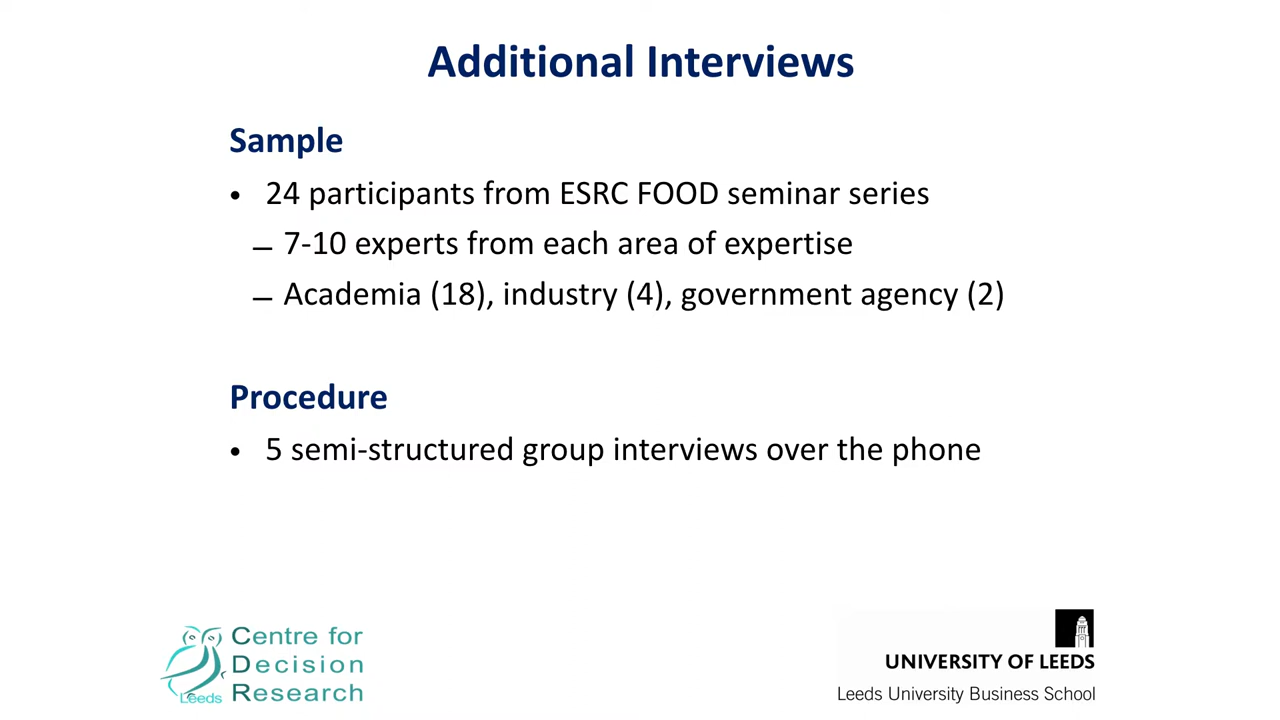 Additional Interviews
Sample
• 24 participants from ESRC FOOD seminar series
– 7-10 experts from each area of expertise
– Academia (18), industry (4), government agency (2)
Procedure
• 5 semi-structured group interviews over the phone
Centre for
Decision
Research
Leeds
UNIVERSITY OF LEEDS
Leeds University Business School